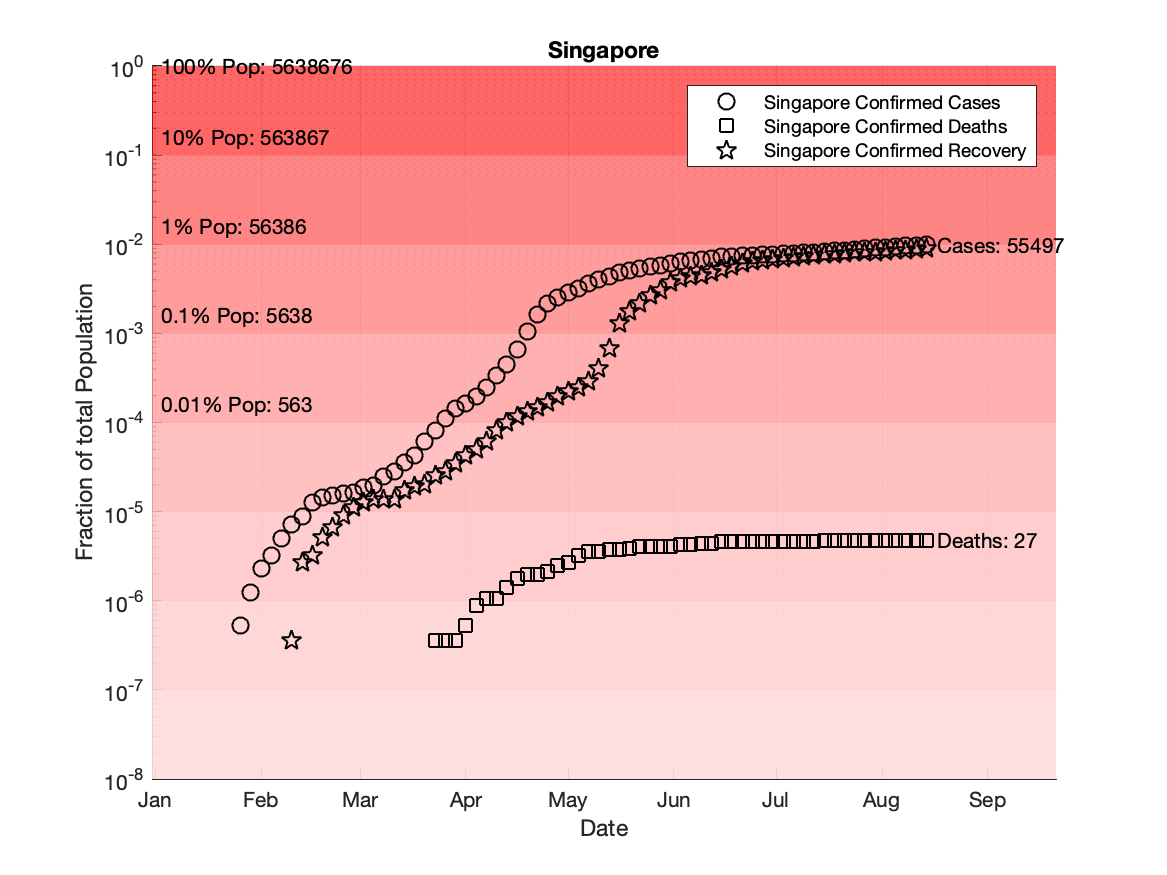 Singapore
10^0
100% Pop: 5638676
Singapore Confirmed Cases
Singapore Confirmed Deaths
Singapore Confirmed Recovery
10% Pop: 563867
10^-1
1% Pop: 56386
10^-2
Cases: 55497
0.1% Pop: 5638
10^-3
0.01% Pop: 563
10^-4
10^-5
Deaths: 27
10^-6
10^-7
10^-8
Fraction of total Population
Jan Feb Mar Apr May Jun Jul Aug Sep
Date